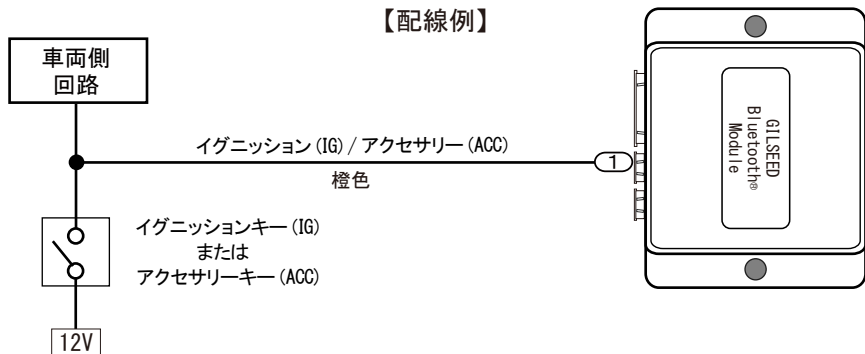 【配線例】
車両側
回路
イグニッション(IG) / アクセサリー(ACC)
橙色
1
GILSEED
Bluetooth®
Module
イグニッションキー(IG)
または
アクセサリーキー(ACC)
12V